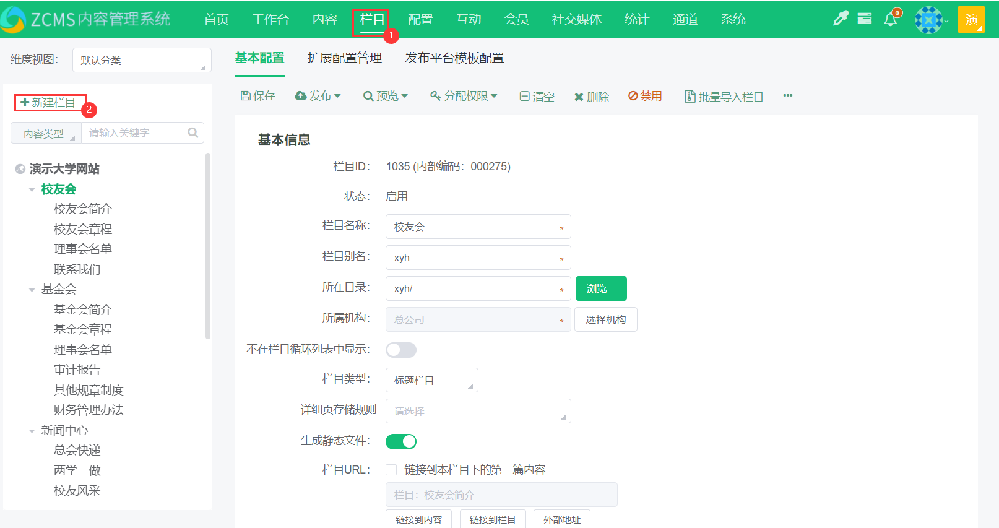 ZCMS内容管理系统 首页 工作台 内容 栏目 配置 互动 会员 社交媒体 统计 通道 系统 0 演
1
维度视图： 默认分类
基本配置 扩展配置管理 发布平台模板配置
新建栏目
2
保存 发布 预览 分配权限 清空 删除 禁用 批量导入栏目 ...
内容类型 请输入关键字
演示大学网站
校友会
校友会简介
校友会章程
理事会名单
联系我们
基金会
基金会简介
基金会章程
理事会名单
审计报告
其他规章制度
财务管理办法
新闻中心
总会快递
两学一做
校友风采
基本信息
栏目ID： 1035 (内部编码：000275)
状态： 启用
栏目名称： 校友会 *
栏目别名： xyh *
所在目录： xyh/ * 浏览...
所属机构： 总公司 * 选择机构
不在栏目循环列表中显示：
栏目类型： 标题栏目
详细页存储规则 请选择
生成静态文件：
栏目URL： 链接到本栏目下的第一篇内容
栏目：校友会简介
链接到内容 链接到栏目 外部地址